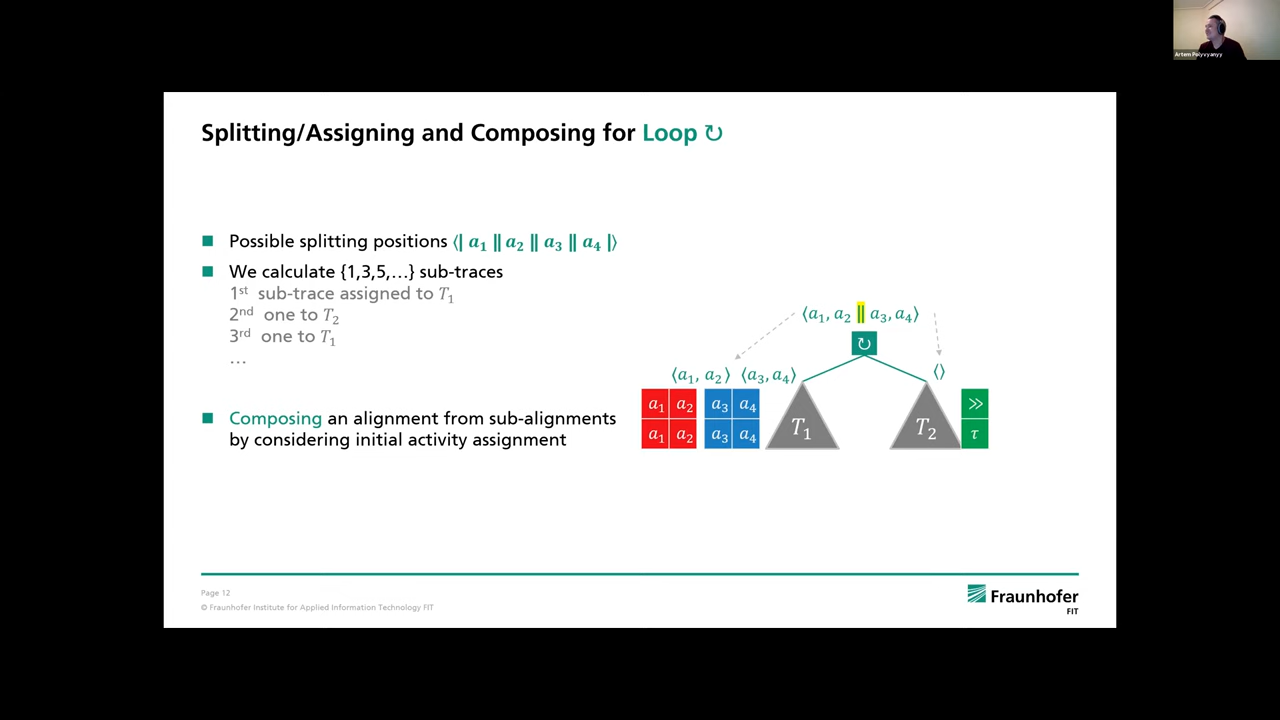 Artem Polyvyanyy
Splitting/Assigning and Composing for Loop ↻
■ Possible splitting positions ⟨| a₁ ‖ a₂ ‖ a₃ ‖ a₄ |⟩
■ We calculate {1,3,5,…} sub-traces
1st sub-trace assigned to T₁
2nd one to T₂
3rd one to T₁
…
■ Composing an alignment from sub-alignments
by considering initial activity assignment
⟨a₁, a₂ ‖ a₃, a₄⟩
↻
⟨a₁, a₂⟩ ⟨a₃, a₄⟩ ⟨⟩
a₁ a₂ a₃ a₄ ≫
a₁ a₂ a₃ a₄ T₁ T₂ τ
Page 12
© Fraunhofer Institute for Applied Information Technology FIT
Fraunhofer
FIT